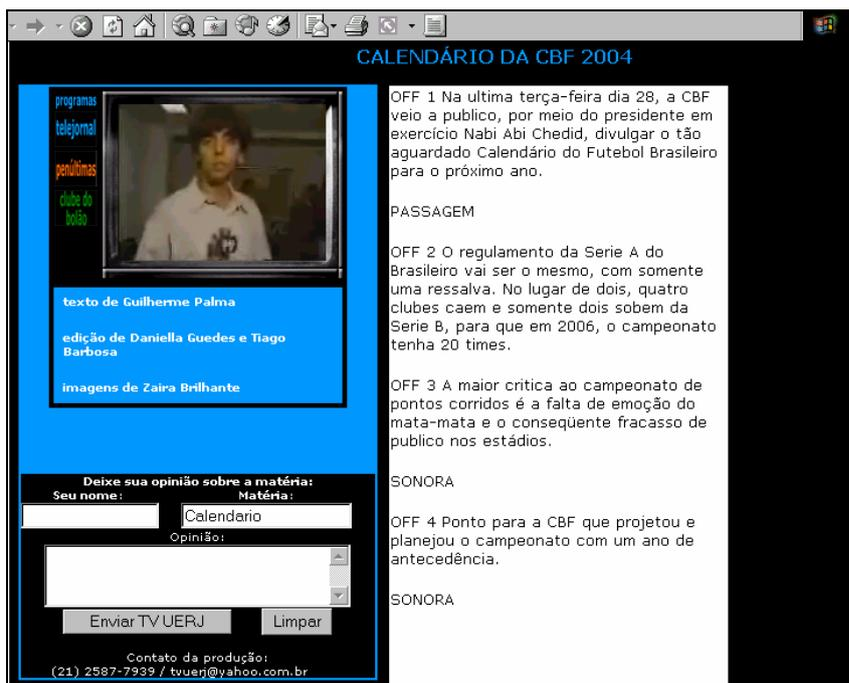 CALENDÁRIO DA CBF 2004
programas
telejornal
penúltimas
clube do
bolão
texto de Guilherme Palma
edição de Daniella Guedes e Tiago
Barbosa
imagens de Zaira Brilhante
Deixe sua opinião sobre a matéria:
Seu nome: Matéria:
Calendario
Opinião:
Enviar TV UERJ Limpar
Contato da produção:
(21) 2587-7939 / tvuerj@yahoo.com.br
OFF 1 Na ultima terça-feira dia 28, a CBF
veio a publico, por meio do presidente em
exercício Nabi Abi Chedid, divulgar o tão
aguardado Calendário do Futebol Brasileiro
para o próximo ano.
PASSAGEM
OFF 2 O regulamento da Serie A do
Brasileiro vai ser o mesmo, com somente
uma ressalva. No lugar de dois, quatro
clubes caem e somente dois sobem da
Serie B, para que em 2006, o campeonato
tenha 20 times.
OFF 3 A maior critica ao campeonato de
pontos corridos é a falta de emoção do
mata-mata e o conseqüente fracasso de
publico nos estádios.
SONORA
OFF 4 Ponto para a CBF que projetou e
planejou o campeonato com um ano de
antecedência.
SONORA